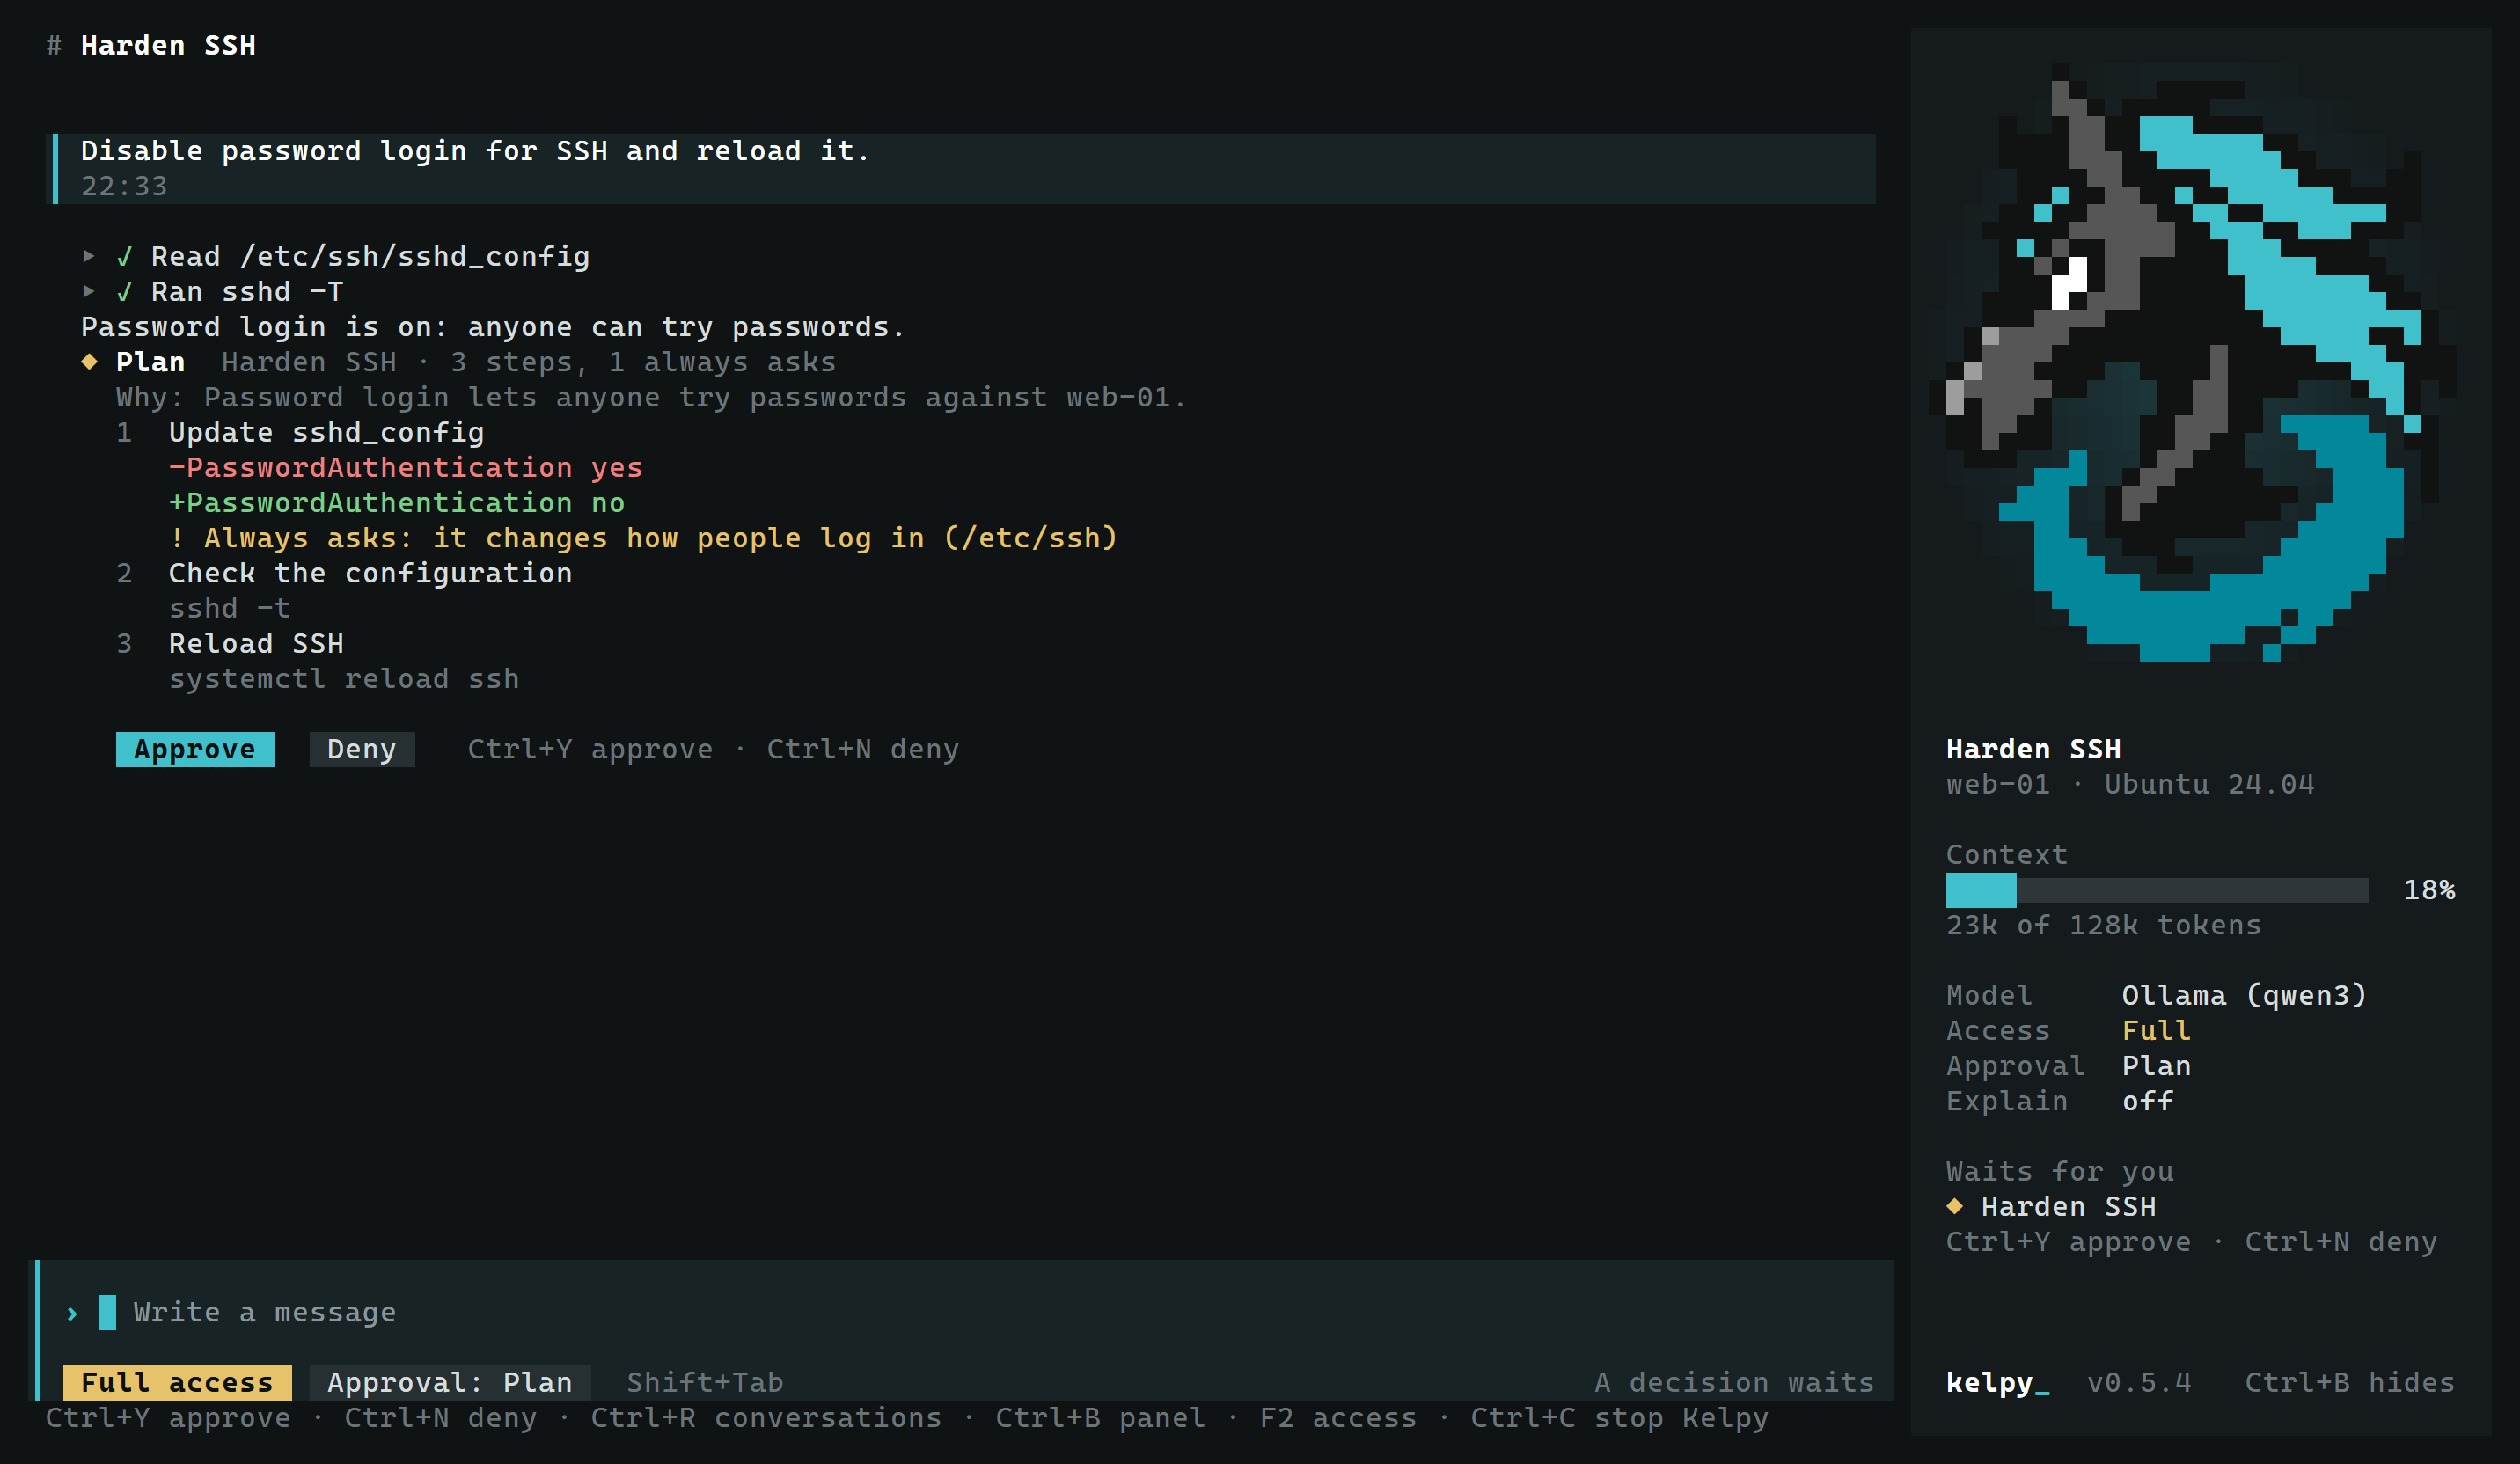 # Harden SSH
Disable password login for SSH and reload it.
22:33
▸ ✓ Read /etc/ssh/sshd_config
▸ ✓ Ran sshd -T
Password login is on: anyone can try passwords.
◆ Plan  Harden SSH · 3 steps, 1 always asks
Why: Password login lets anyone try passwords against web-01.
1  Update sshd_config
-PasswordAuthentication yes
+PasswordAuthentication no
! Always asks: it changes how people log in (/etc/ssh)
2  Check the configuration
sshd -t
3  Reload SSH
systemctl reload ssh
Approve  Deny  Ctrl+Y approve · Ctrl+N deny
› Write a message
Full access  Approval: Plan  Shift+Tab  A decision waits
Ctrl+Y approve · Ctrl+N deny · Ctrl+R conversations · Ctrl+B panel · F2 access · Ctrl+C stop Kelpy
Harden SSH
web-01 · Ubuntu 24.04
Context
18%
23k of 128k tokens
Model  Ollama (qwen3)
Access  Full
Approval  Plan
Explain  off
Waits for you
◆ Harden SSH
Ctrl+Y approve · Ctrl+N deny
kelpy_  v0.5.4  Ctrl+B hides